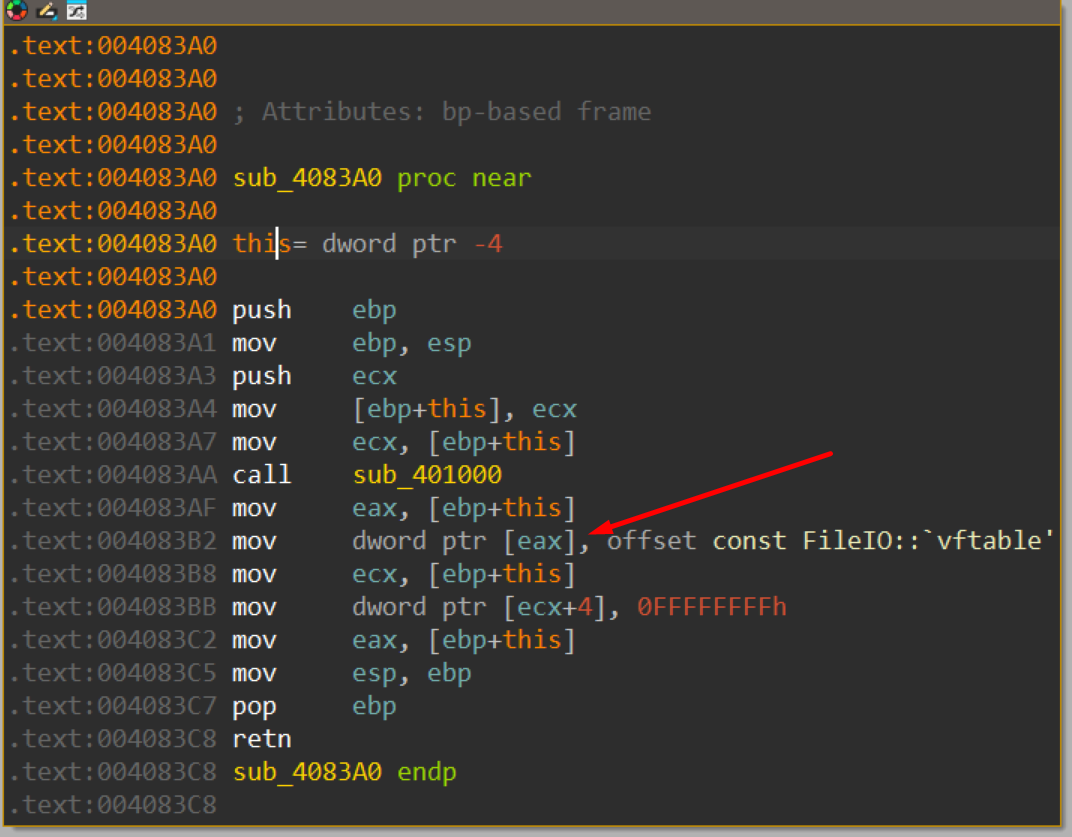 .text:004083A0
.text:004083A0
.text:004083A0 ; Attributes: bp-based frame
.text:004083A0
.text:004083A0 sub_4083A0 proc near
.text:004083A0
.text:004083A0 this= dword ptr -4
.text:004083A0
.text:004083A0 push    ebp
.text:004083A1 mov     ebp, esp
.text:004083A3 push    ecx
.text:004083A4 mov     [ebp+this], ecx
.text:004083A7 mov     ecx, [ebp+this]
.text:004083AA call    sub_401000
.text:004083AF mov     eax, [ebp+this]
.text:004083B2 mov     dword ptr [eax], offset const FileIO::`vftable'
.text:004083B8 mov     ecx, [ebp+this]
.text:004083BB mov     dword ptr [ecx+4], 0FFFFFFFFh
.text:004083C2 mov     eax, [ebp+this]
.text:004083C5 mov     esp, ebp
.text:004083C7 pop     ebp
.text:004083C8 retn
.text:004083C8 sub_4083A0 endp
.text:004083C8